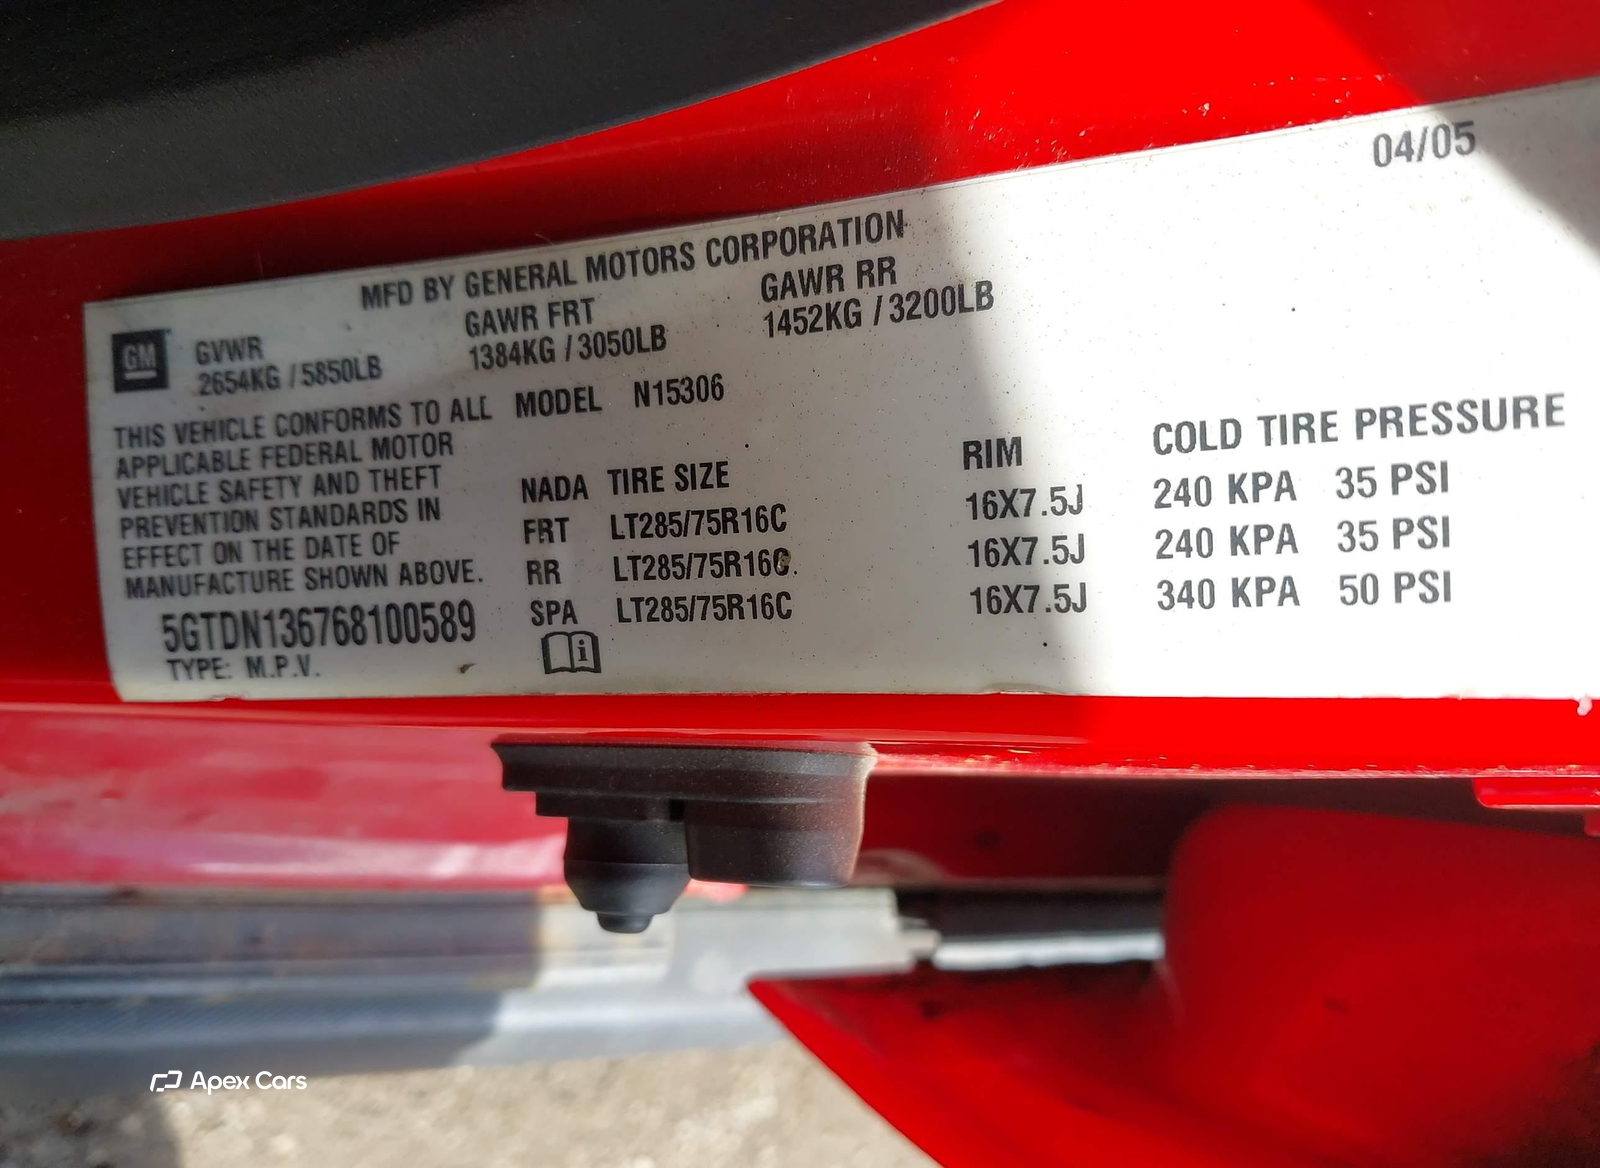 04/05
MFD BY GENERAL MOTORS CORPORATION
GM
GVWR GAWR FRT GAWR RR
2654KG / 5850LB 1384KG / 3050LB 1452KG / 3200LB
THIS VEHICLE CONFORMS TO ALL
APPLICABLE FEDERAL MOTOR
VEHICLE SAFETY AND THEFT
PREVENTION STANDARDS IN
EFFECT ON THE DATE OF
MANUFACTURE SHOWN ABOVE.
5GTDN136768100589
TYPE: M.P.V.
MODEL N15306
NADA TIRE SIZE RIM COLD TIRE PRESSURE
FRT LT285/75R16C 16X7.5J 240 KPA 35 PSI
RR LT285/75R16C 16X7.5J 240 KPA 35 PSI
SPA LT285/75R16C 16X7.5J 340 KPA 50 PSI
i
Apex Cars